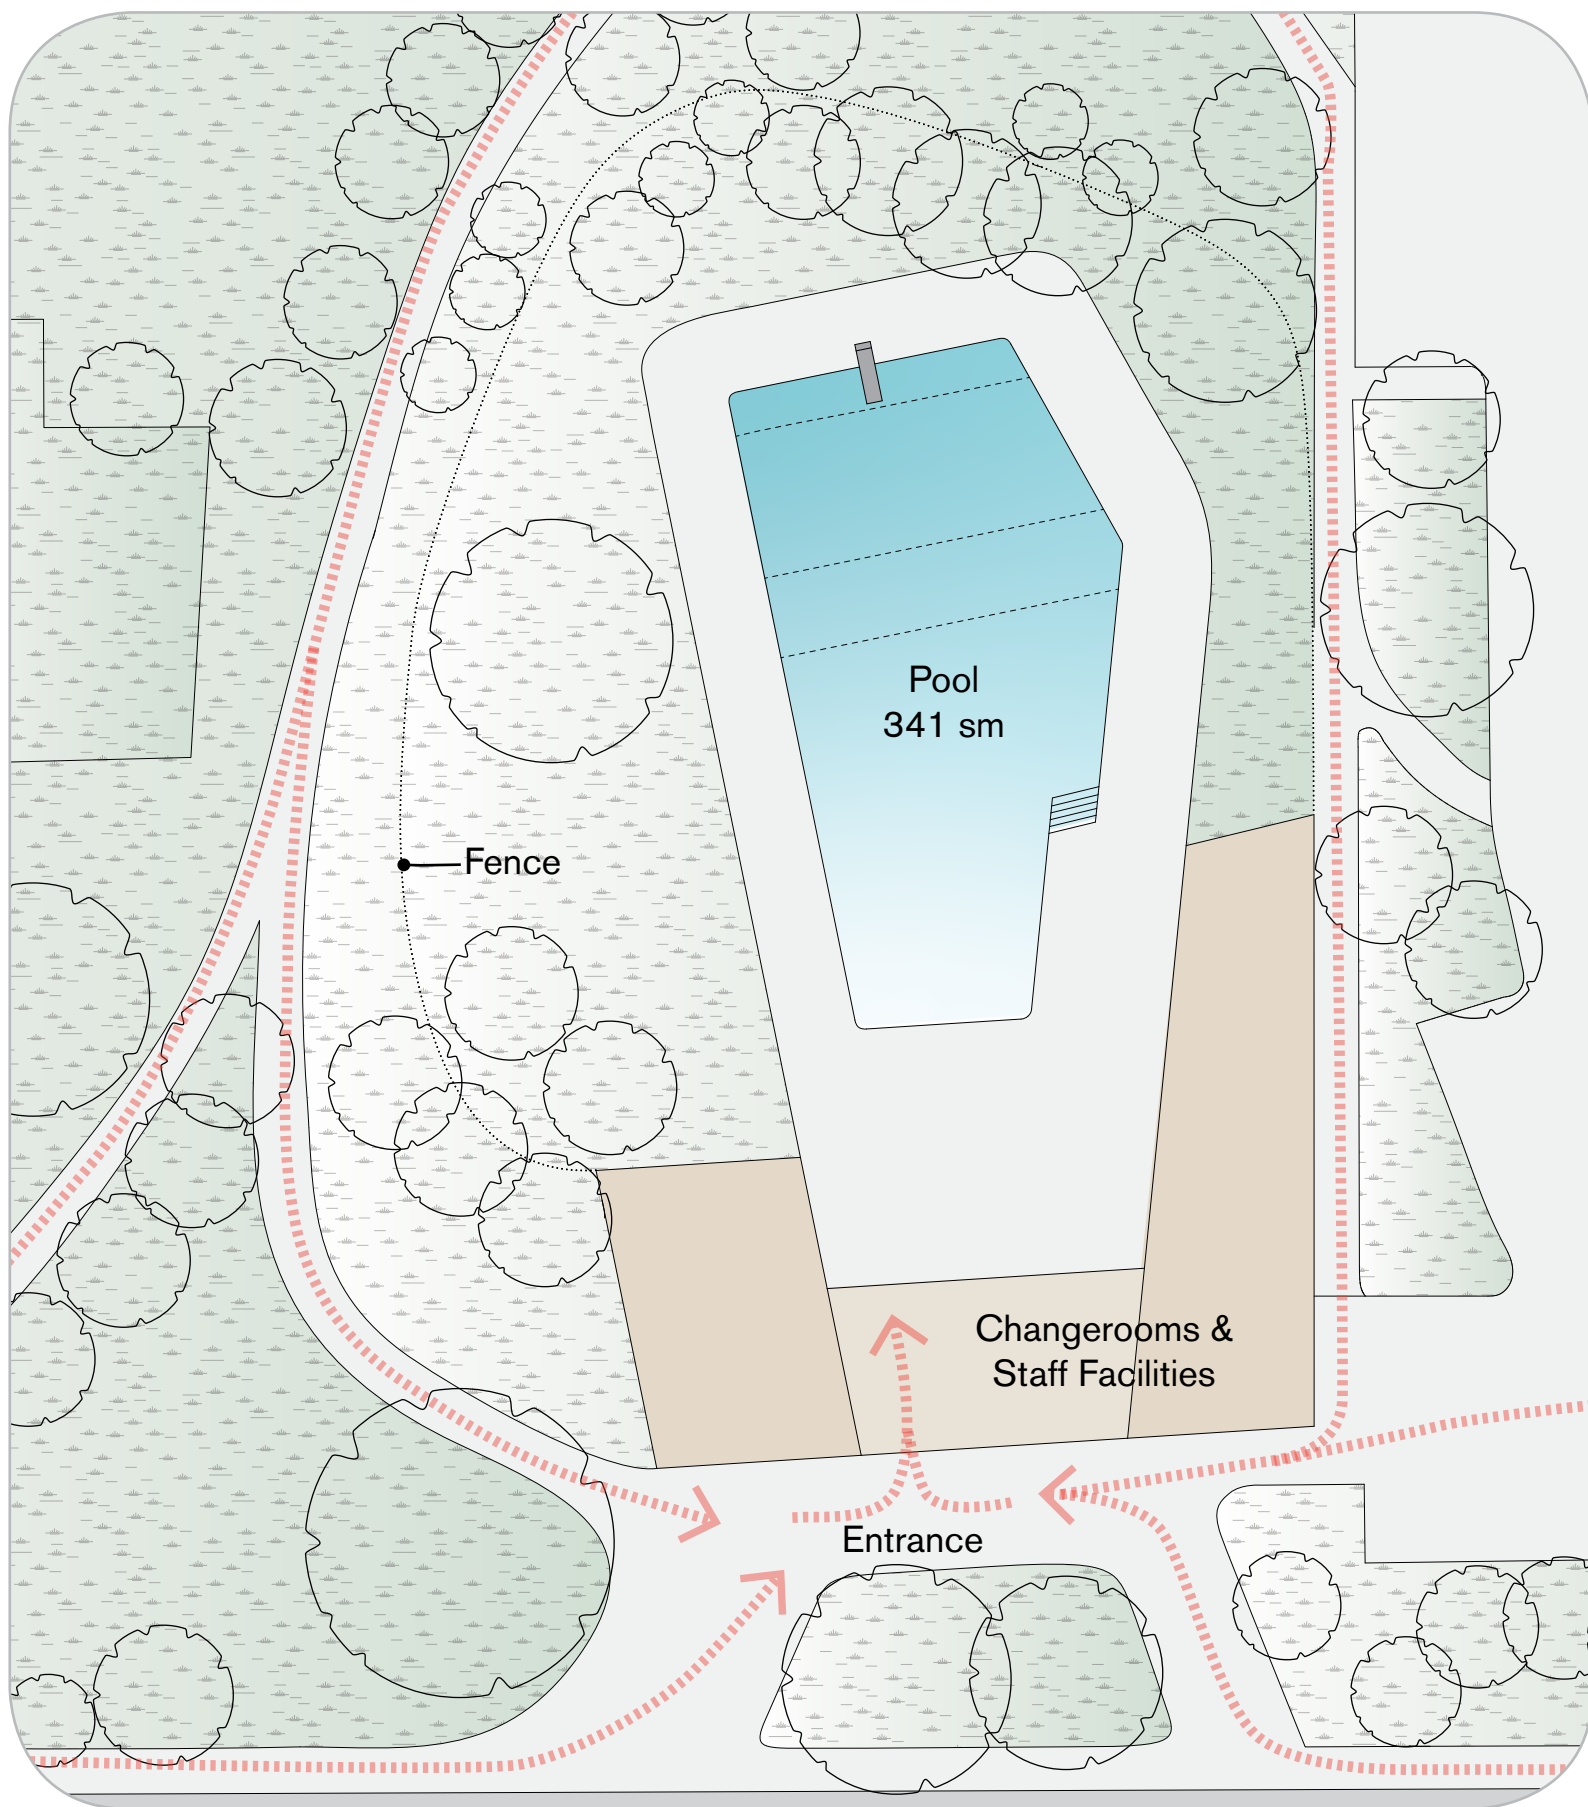 Pool
341 sm
Fence
Changerooms &
Staff Facilities
Entrance